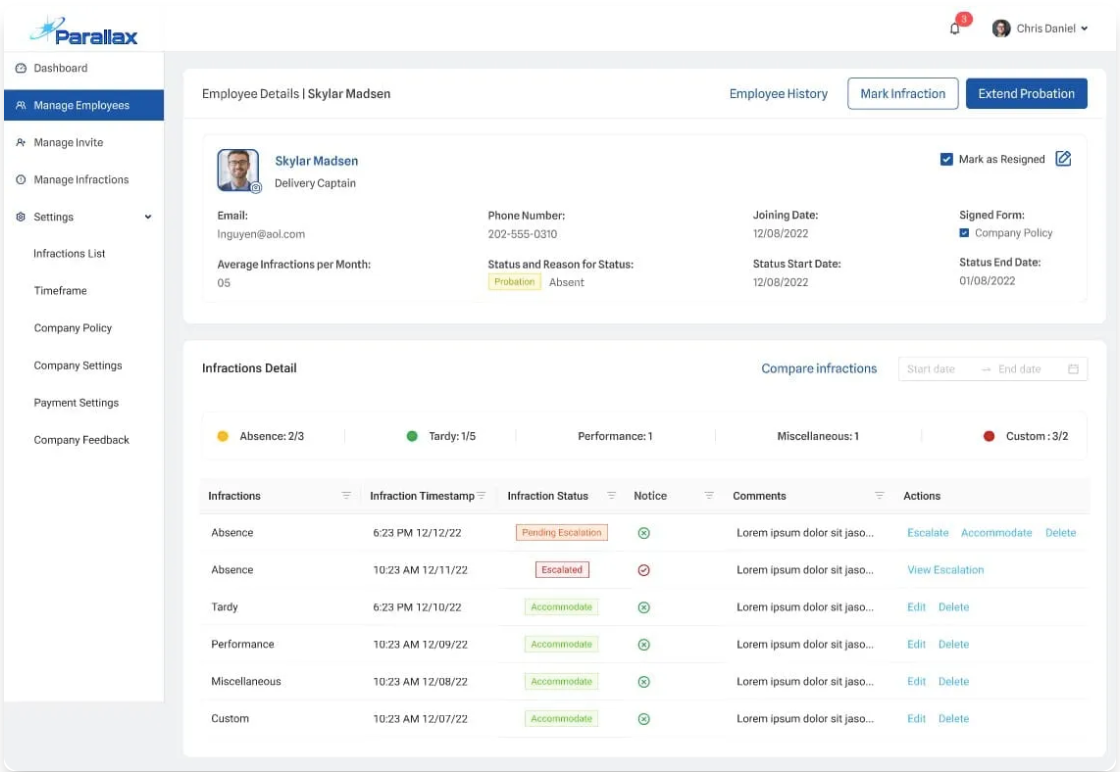 Parallax
3
Chris Daniel
Dashboard
Manage Employees
Manage Invite
Manage Infractions
Settings
Infractions List
Timeframe
Company Policy
Company Settings
Payment Settings
Company Feedback
Employee Details | Skylar Madsen
Employee History
Mark Infraction
Extend Probation
Skylar Madsen
Delivery Captain
Mark as Resigned
Email: Phone Number: Joining Date: Signed Form:
lnguyen@aol.com 202-555-0310 12/08/2022 Company Policy
Average Infractions per Month: Status and Reason for Status: Status Start Date: Status End Date:
05 Probation Absent 12/08/2022 01/08/2022
Infractions Detail
Compare infractions
Start date End date
Absence: 2/3 Tardy: 1/5 Performance: 1 Miscellaneous: 1 Custom : 3/2
Infractions Infraction Timestamp Infraction Status Notice Comments Actions
Absence 6:23 PM 12/12/22 Pending Escalation Lorem ipsum dolor sit jaso... Escalate Accommodate Delete
Absence 10:23 AM 12/11/22 Escalated Lorem ipsum dolor sit jaso... View Escalation
Tardy 6:23 PM 12/10/22 Accommodate Lorem ipsum dolor sit jaso... Edit Delete
Performance 10:23 AM 12/09/22 Accommodate Lorem ipsum dolor sit jaso... Edit Delete
Miscellaneous 10:23 AM 12/08/22 Accommodate Lorem ipsum dolor sit jaso... Edit Delete
Custom 10:23 AM 12/07/22 Accommodate Lorem ipsum dolor sit jaso... Edit Delete